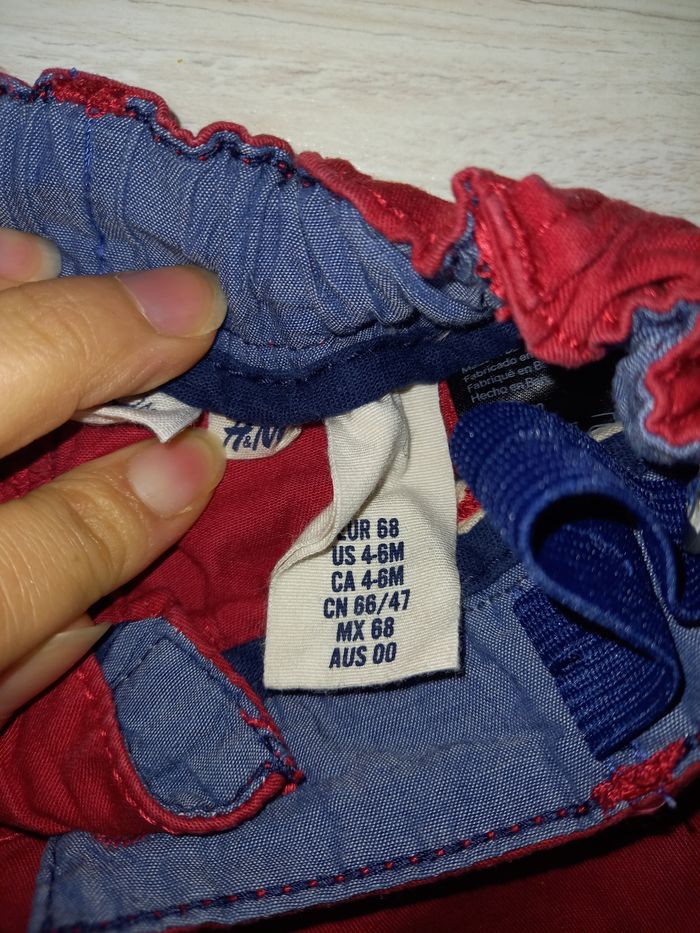 Fabricado en
Fabriqué en
Hecho en
H&M
EUR 68
US 4-6M
CA 4-6M
CN 66/47
MX 68
AUS 00